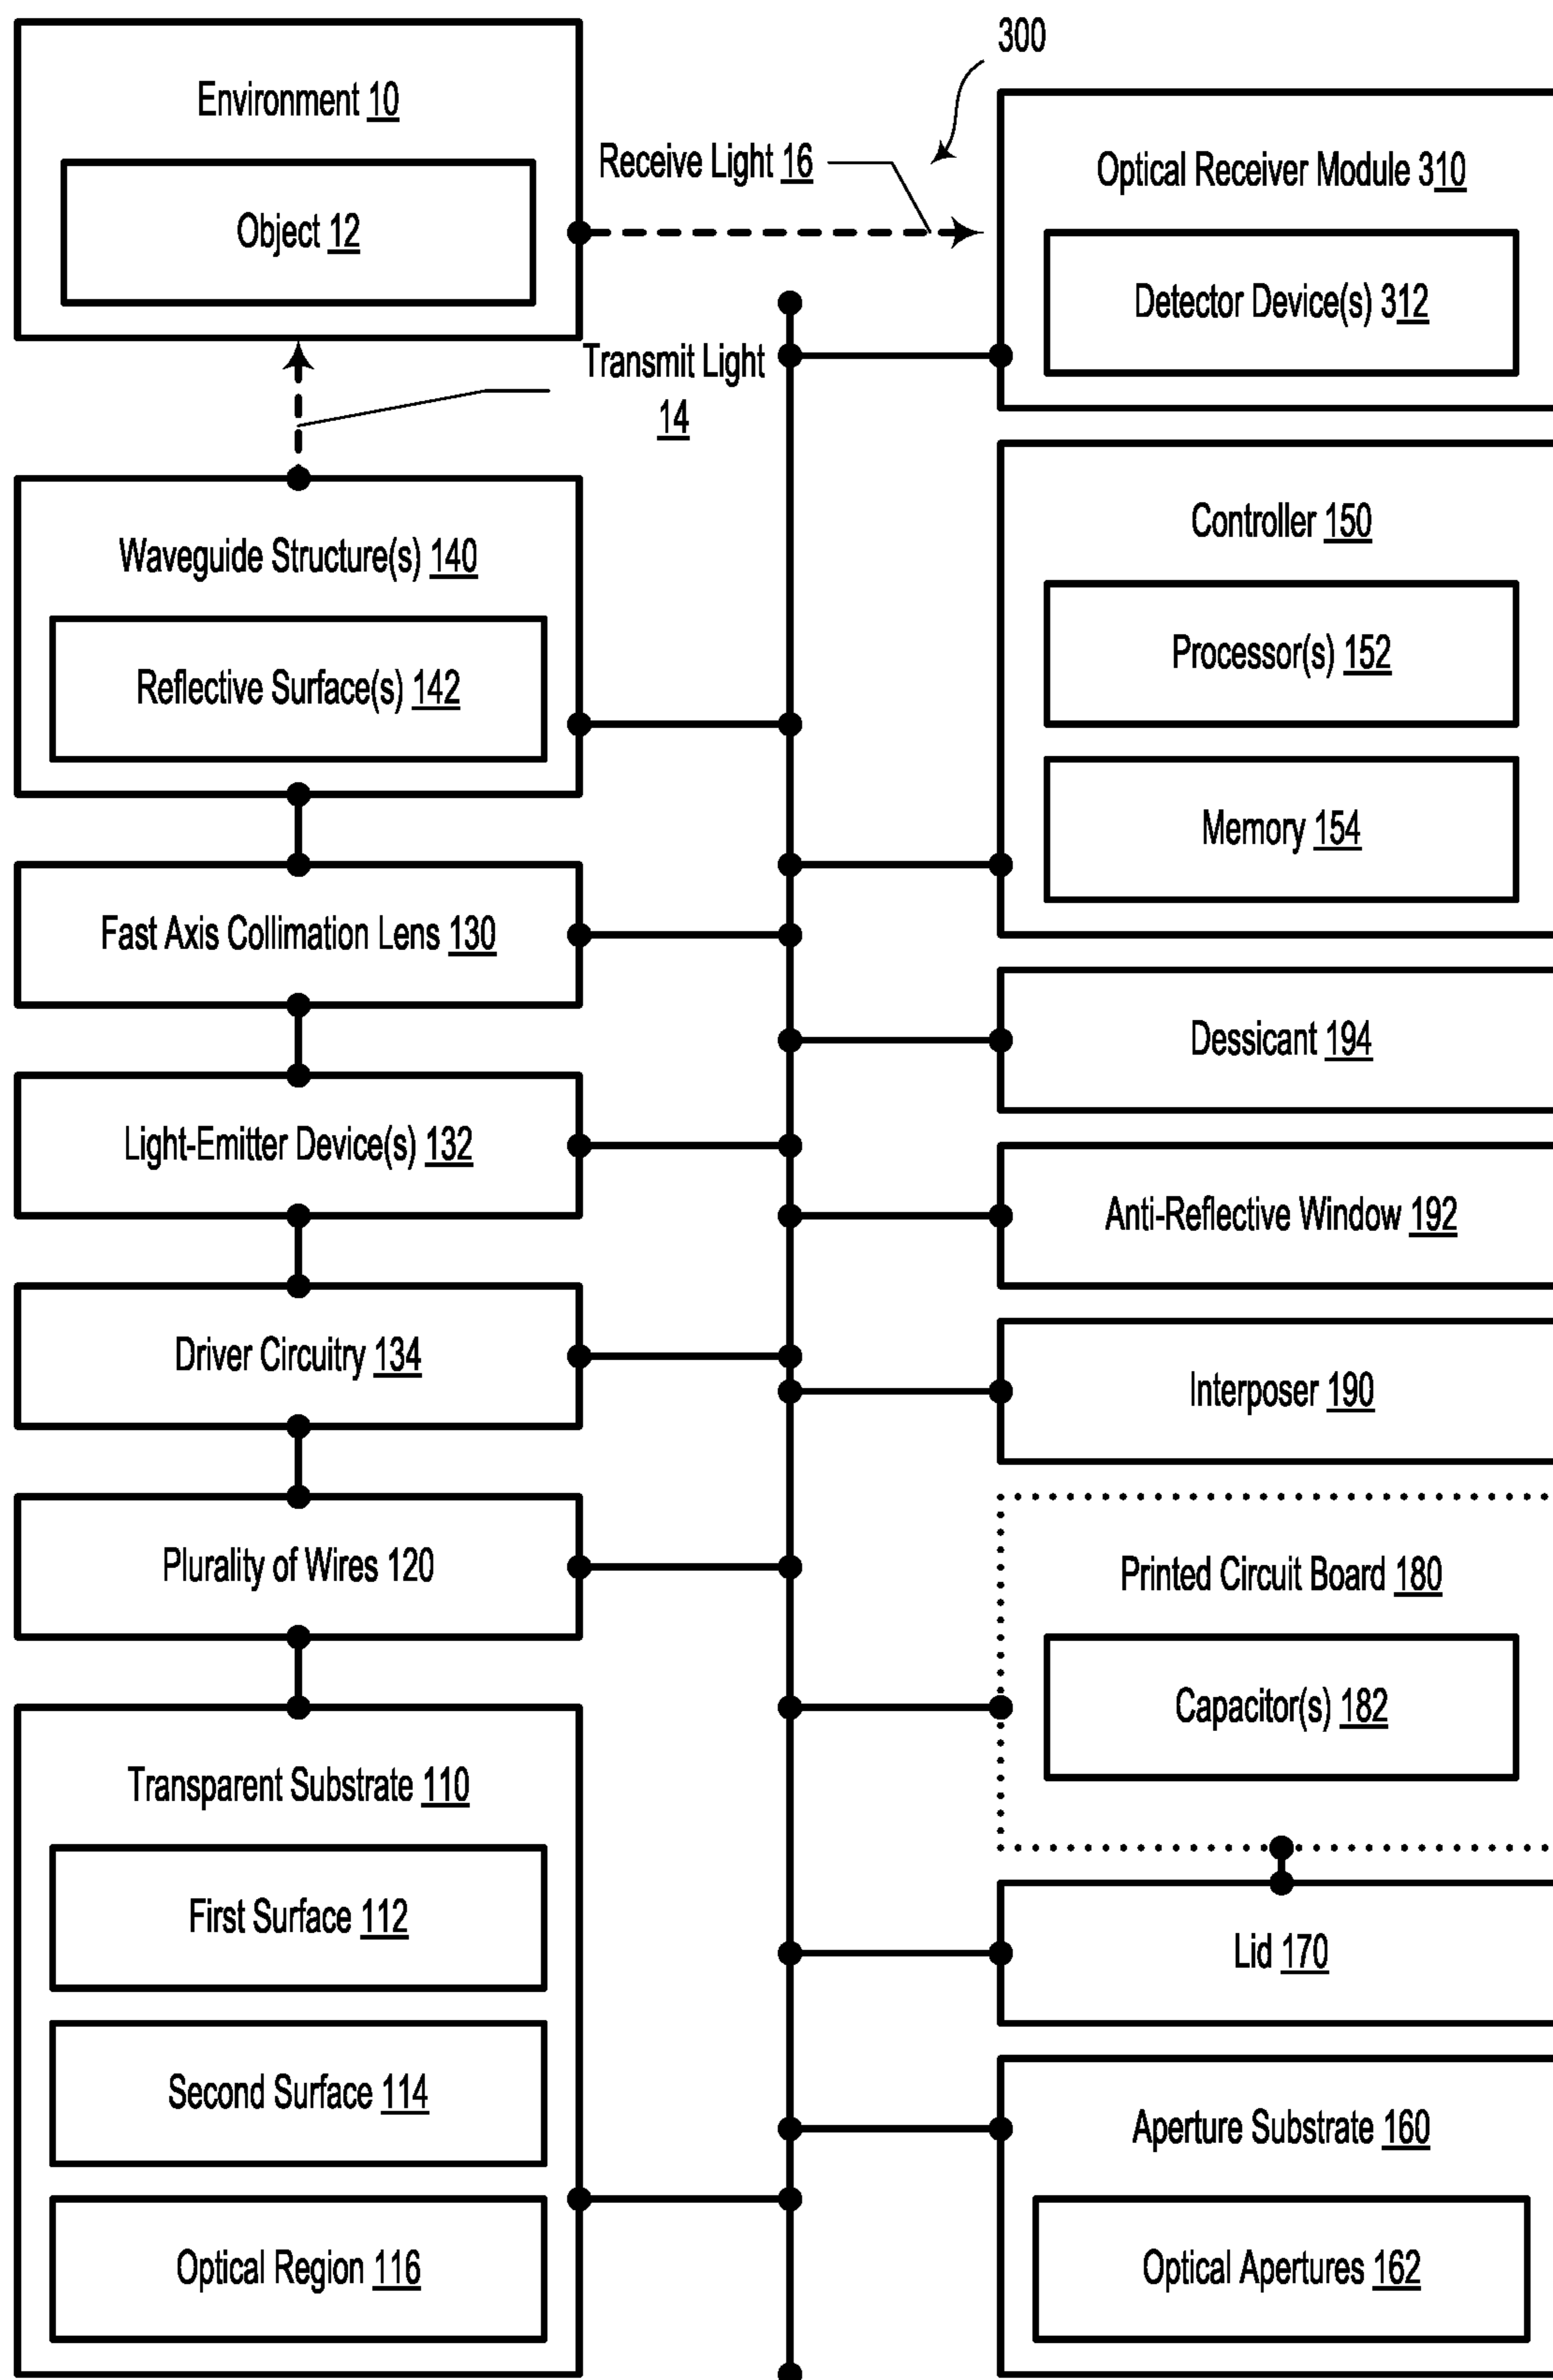 300
Environment 10
Object 12
Receive Light 16
Optical Receiver Module 310
Detector Device(s) 312
Transmit Light
14
Waveguide Structure(s) 140
Reflective Surface(s) 142
Fast Axis Collimation Lens 130
Light-Emitter Device(s) 132
Driver Circuitry 134
Plurality of Wires 120
Transparent Substrate 110
First Surface 112
Second Surface 114
Optical Region 116
Controller 150
Processor(s) 152
Memory 154
Dessicant 194
Anti-Reflective Window 192
Interposer 190
Printed Circuit Board 180
Capacitor(s) 182
Lid 170
Aperture Substrate 160
Optical Apertures 162